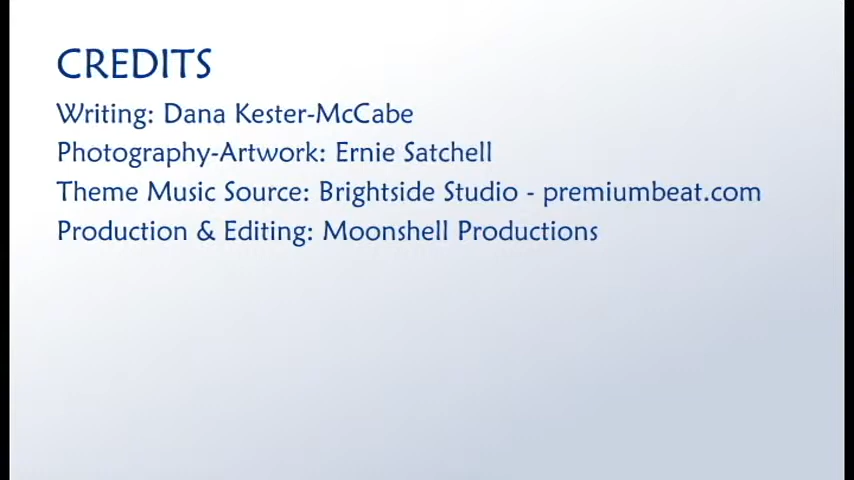 CREDITS
Writing: Dana Kester-McCabe
Photography-Artwork: Ernie Satchell
Theme Music Source: Brightside Studio - premiumbeat.com
Production & Editing: Moonshell Productions